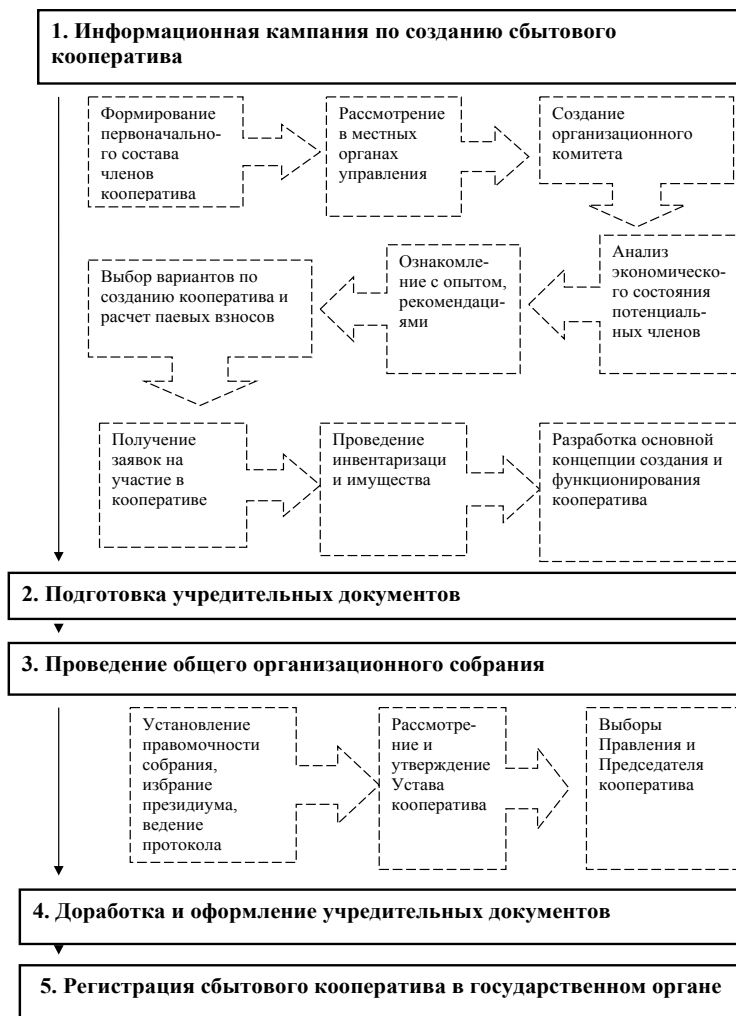 1. Информационная кампания по созданию сбытового
кооператива
Формирование
первоначально-
го состава
членов
кооператива
Рассмотрение
в местных
органах
управления
Создание
организационного
комитета
Выбор вариантов по
созданию кооператива и
расчет паевых взносов
Ознакомле-
ние с опытом,
рекомендаци-
ями
Анализ
экономическо-
го состояния
потенциаль-
ных членов
Получение
заявок на
участие в
кооперативе
Проведение
инвентаризаци
и имущества
Разработка основной
концепции создания и
функционирования
кооператива
2. Подготовка учредительных документов
3. Проведение общего организационного собрания
Установление
правомочности
собрания,
избрание
президиума,
ведение
протокола
Рассмотре-
ние и
утверждение
Устава
кооператива
Выборы
Правления и
Председателя
кооператива
4. Доработка и оформление учредительных документов
5. Регистрация сбытового кооператива в государственном органе